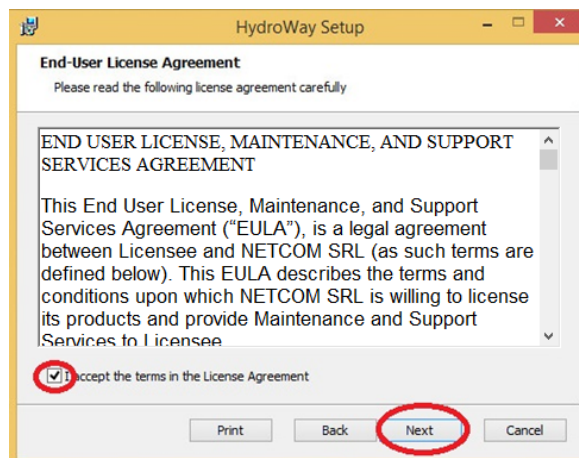 HydroWay Setup
End-User License Agreement
Please read the following license agreement carefully
END USER LICENSE, MAINTENANCE, AND SUPPORT
SERVICES AGREEMENT
This End User License, Maintenance, and Support
Services Agreement (“EULA”), is a legal agreement
between Licensee and NETCOM SRL (as such terms are
defined below). This EULA describes the terms and
conditions upon which NETCOM SRL is willing to license
its products and provide Maintenance and Support
Services to Licensee.
I accept the terms in the License Agreement
Print Back Next Cancel